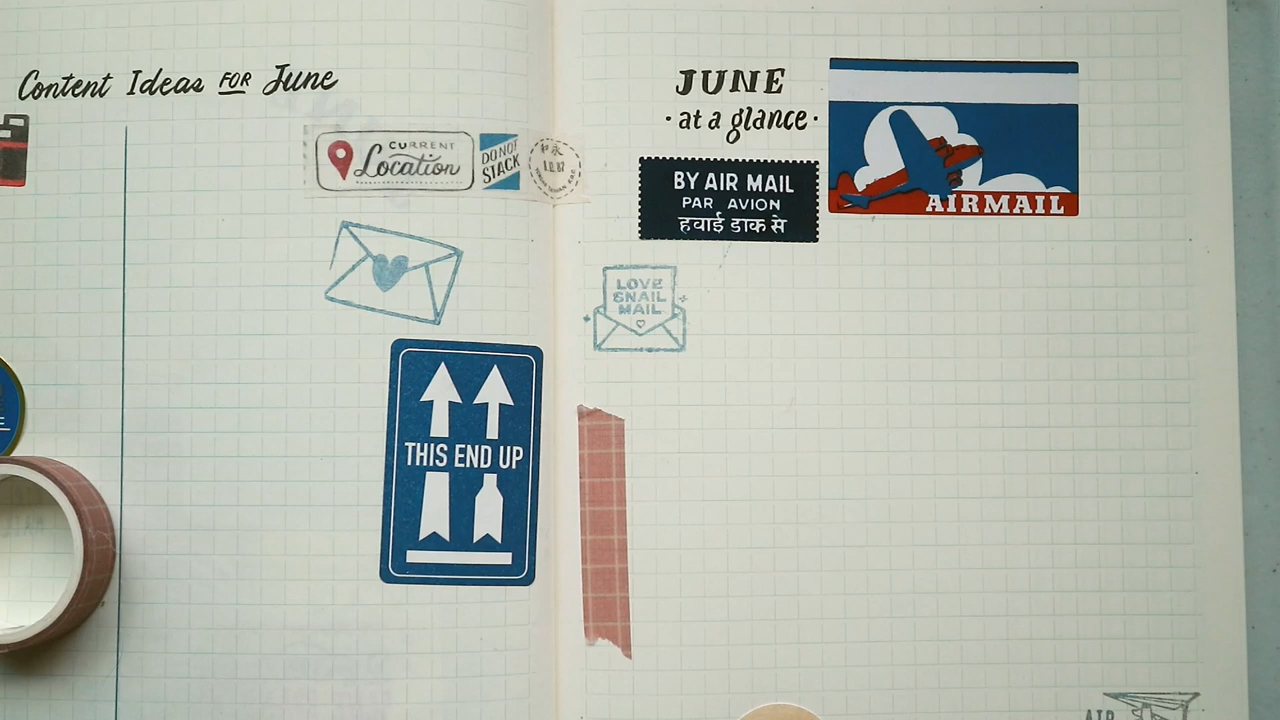 Content Ideas FOR June
CURRENT
Location
DO NOT
STACK
THIS END UP
JUNE
· at a glance ·
BY AIR MAIL
PAR AVION
हवाई डाक से
AIRMAIL
LOVE
SNAIL
MAIL
AIR